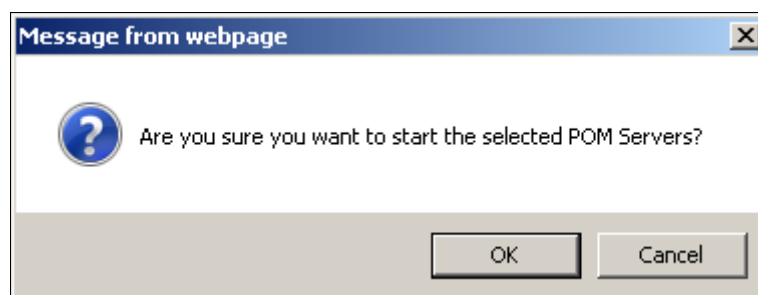 Message from webpage
Are you sure you want to start the selected POM Servers?
OK Cancel